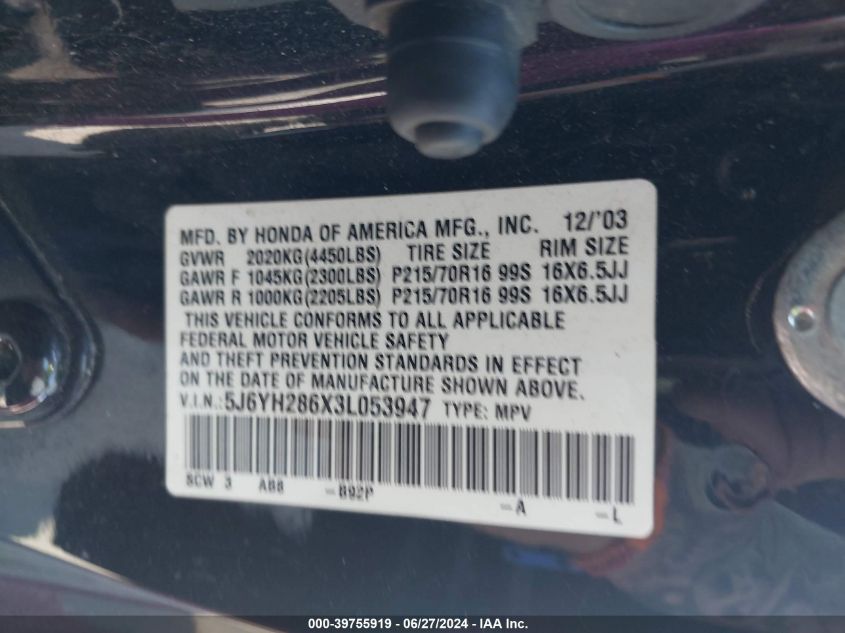 MFD. BY HONDA OF AMERICA MFG., INC. 12/'03
GVWR 2020KG(4450LBS) TIRE SIZE RIM SIZE
GAWR F 1045KG(2300LBS) P215/70R16 99S 16X6.5JJ
GAWR R 1000KG(2205LBS) P215/70R16 99S 16X6.5JJ
THIS VEHICLE CONFORMS TO ALL APPLICABLE
FEDERAL MOTOR VEHICLE SAFETY
AND THEFT PREVENTION STANDARDS IN EFFECT
ON THE DATE OF MANUFACTURE SHOWN ABOVE.
V.I.N.: 5J6YH286X3L053947 TYPE: MPV
SCW 3 AB8 -B92P -A -L
000-39755919 - 06/27/2024 - IAA Inc.